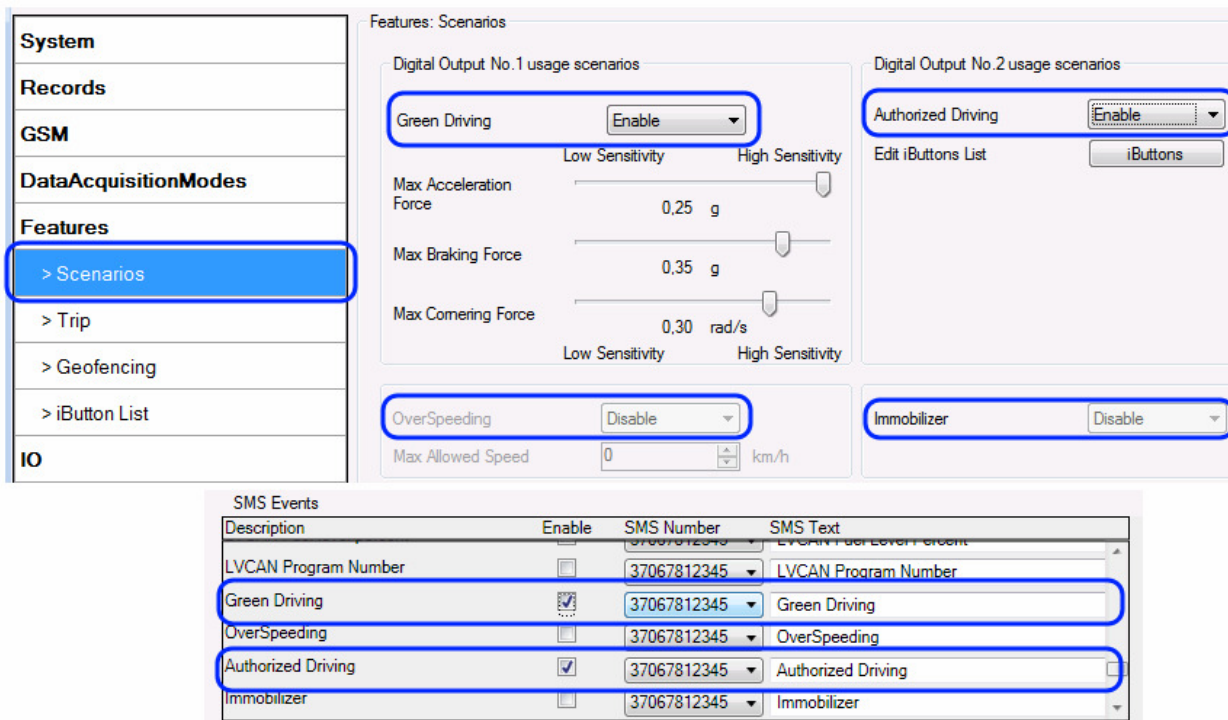 System
Records
GSM
DataAcquisitionModes
Features
> Scenarios
> Trip
> Geofencing
> iButton List
IO
Features: Scenarios
Digital Output No.1 usage scenarios
Green Driving Enable
Low Sensitivity High Sensitivity
Max Acceleration
Force
0,25 g
Max Braking Force
0,35 g
Max Cornering Force
0,30 rad/s
Low Sensitivity High Sensitivity
OverSpeeding Disable
Max Allowed Speed 0 km/h
Digital Output No.2 usage scenarios
Authorized Driving Enable
Edit iButtons List iButtons
Immobilizer Disable
SMS Events
Description Enable SMS Number SMS Text
37067812345 LVCAN Fuel Level Percent
LVCAN Program Number 37067812345 LVCAN Program Number
Green Driving 37067812345 Green Driving
OverSpeeding 37067812345 OverSpeeding
Authorized Driving 37067812345 Authorized Driving
Immobilizer 37067812345 Immobilizer